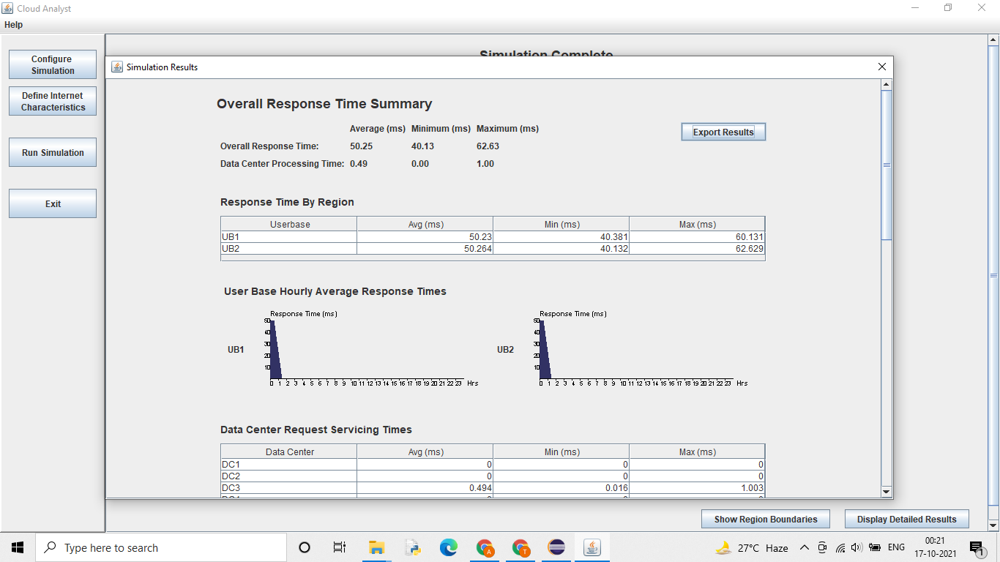 Cloud Analyst
Help
Configure Simulation
Define Internet Characteristics
Run Simulation
Exit
Simulation Complete
Simulation Results
Overall Response Time Summary
Average (ms) Minimum (ms) Maximum (ms)
Export Results
Overall Response Time: 50.25 40.13 62.63
Data Center Processing Time: 0.49 0.00 1.00
Response Time By Region
Userbase Avg (ms) Min (ms) Max (ms)
UB1 50.23 40.381 60.131
UB2 50.264 40.132 62.629
User Base Hourly Average Response Times
UB1
Response Time (ms)
50
40
30
20
10
0 1 2 3 4 5 6 7 8 9 10 11 12 13 14 15 16 17 18 19 20 21 22 23 Hrs
UB2
Response Time (ms)
50
40
30
20
10
0 1 2 3 4 5 6 7 8 9 10 11 12 13 14 15 16 17 18 19 20 21 22 23 Hrs
Data Center Request Servicing Times
Data Center Avg (ms) Min (ms) Max (ms)
DC1 0 0 0
DC2 0 0 0
DC3 0.494 0.016 1.003
Show Region Boundaries
Display Detailed Results
Type here to search
A
T
27°C Haze
ENG
00:21
17-10-2021
1